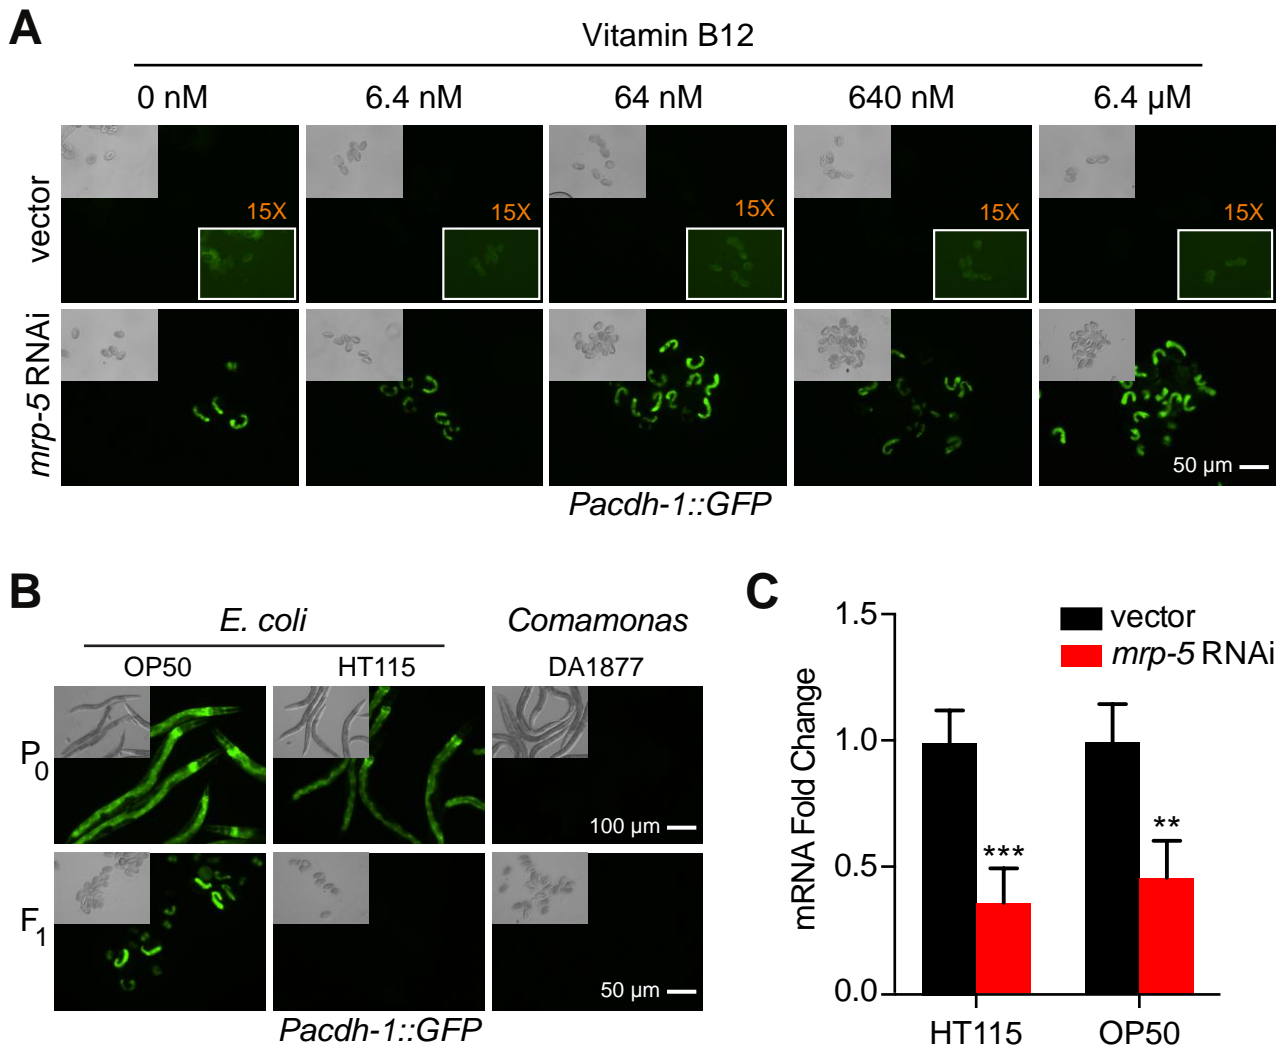 A
Vitamin B12
0 nM 6.4 nM 64 nM 640 nM 6.4 µM
vector
15X 15X 15X 15X 15X
mrp-5 RNAi
50 µm
Pacdh-1::GFP
B
E. coli Comamonas
OP50 HT115 DA1877
P0
100 µm
F1
50 µm
Pacdh-1::GFP
C
vector
mrp-5 RNAi
mRNA Fold Change
1.5
1.0
0.5
0.0
***
**
HT115 OP50